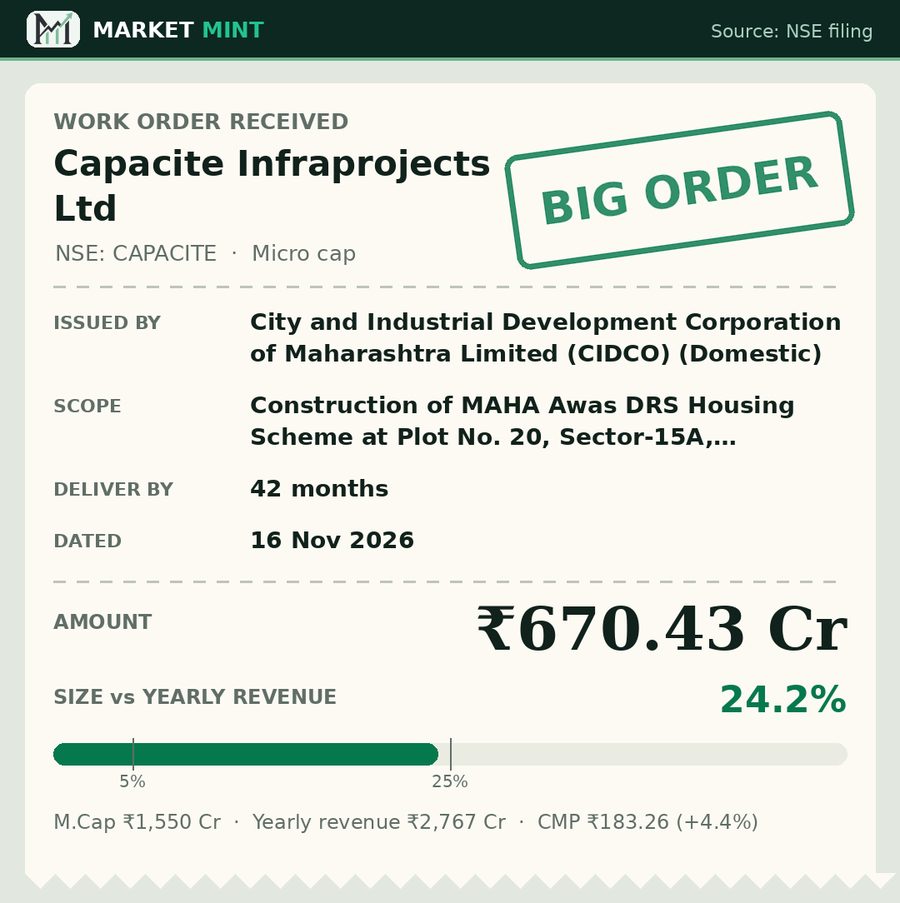 MARKET MINT
Source: NSE filing
WORK ORDER RECEIVED
Capacite Infraprojects
Ltd
BIG ORDER
NSE: CAPACITE · Micro cap
ISSUED BY
City and Industrial Development Corporation
of Maharashtra Limited (CIDCO) (Domestic)
SCOPE
Construction of MAHA Awas DRS Housing
Scheme at Plot No. 20, Sector-15A,...
DELIVER BY
42 months
DATED
16 Nov 2026
AMOUNT
₹670.43 Cr
SIZE vs YEARLY REVENUE
24.2%
5%
25%
M.Cap ₹1,550 Cr · Yearly revenue ₹2,767 Cr · CMP ₹183.26 (+4.4%)